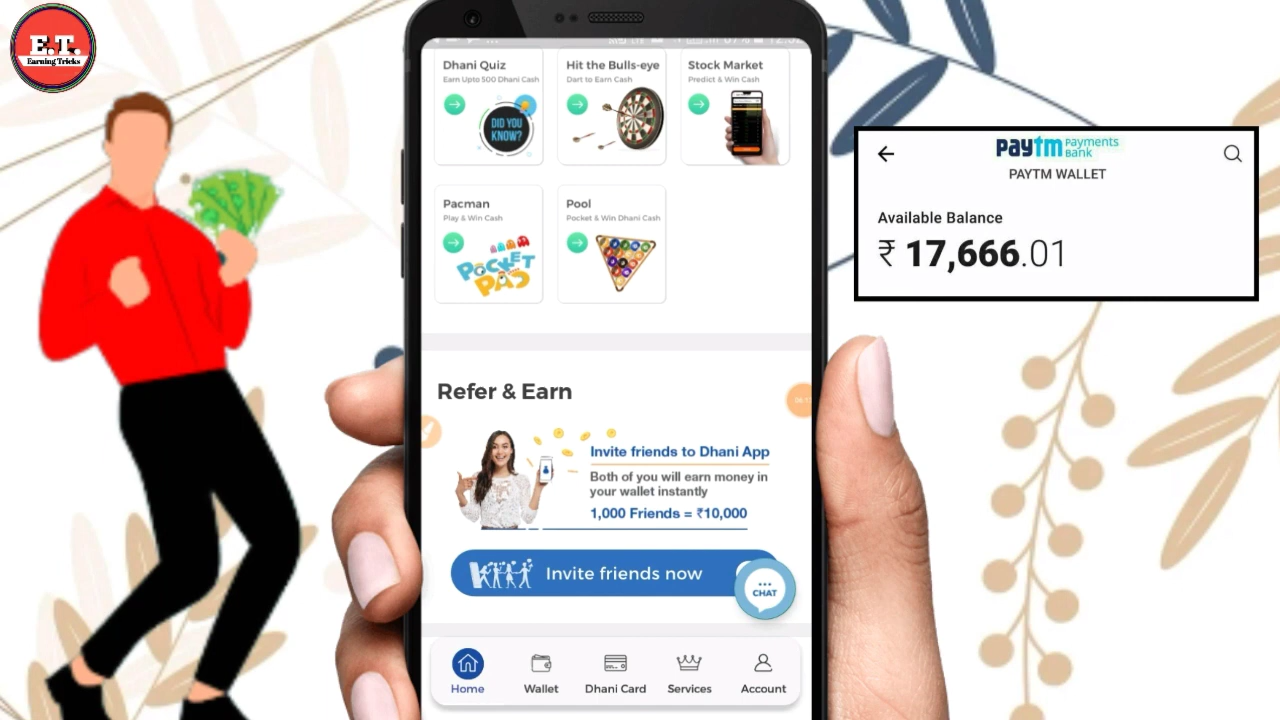 E.T.
Earning Tricks
Dhani Quiz
Earn Upto 500 Dhani Cash
DID YOU
KNOW?
Hit the Bulls-eye
Dart to Earn Cash
Stock Market
Predict & Win Cash
Pacman
Play & Win Cash
POCKET
PAC
Pool
Pocket & Win Dhani Cash
Refer & Earn
Invite friends to Dhani App
Both of you will earn money in
your wallet instantly
1,000 Friends = ₹10,000
Invite friends now
CHAT
Home
Wallet
Dhani Card
Services
Account
paytm Payments
Bank
PAYTM WALLET
Available Balance
₹ 17,666.01